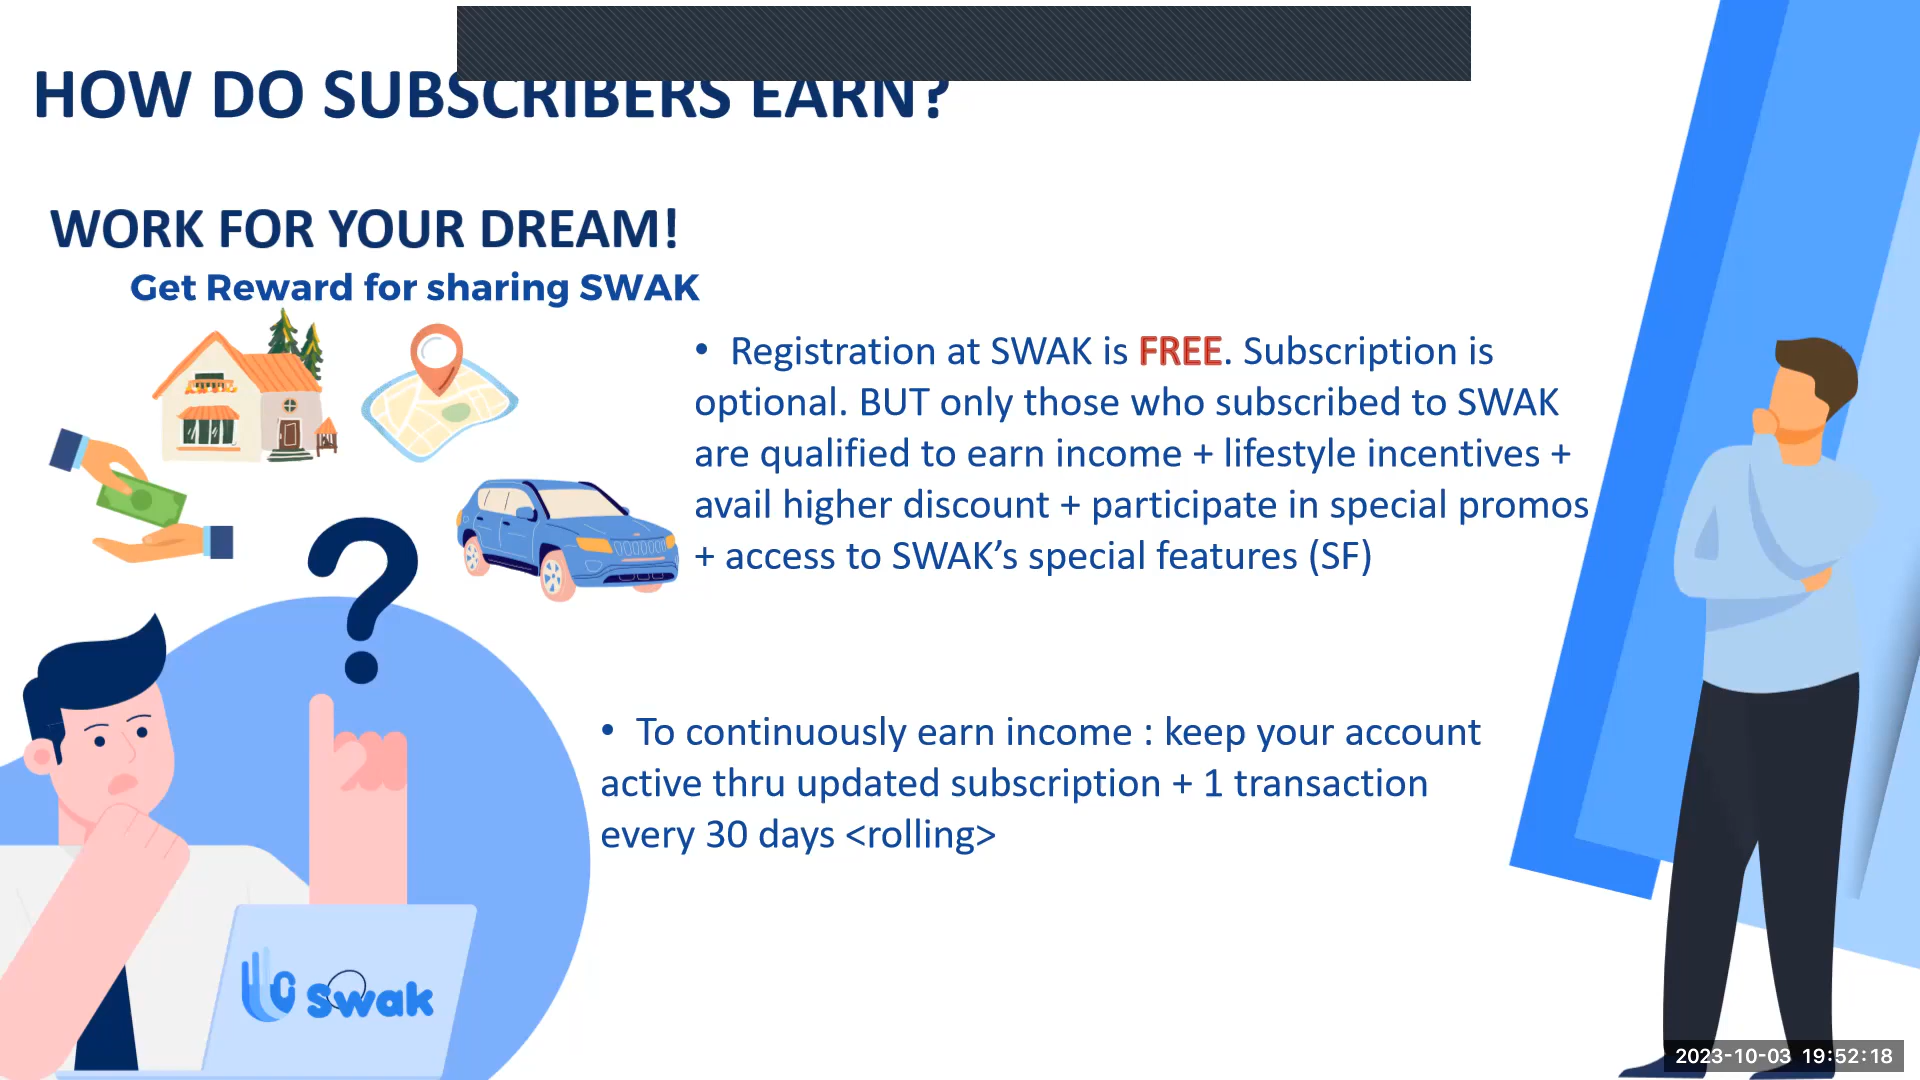 HOW DO SUBSCRIBERS EARN?
WORK FOR YOUR DREAM!
Get Reward for sharing SWAK
• Registration at SWAK is FREE. Subscription is
optional. BUT only those who subscribed to SWAK
are qualified to earn income + lifestyle incentives +
avail higher discount + participate in special promos
+ access to SWAK’s special features (SF)
• To continuously earn income : keep your account
active thru updated subscription + 1 transaction
every 30 days <rolling>
swak
2023-10-03 19:52:18